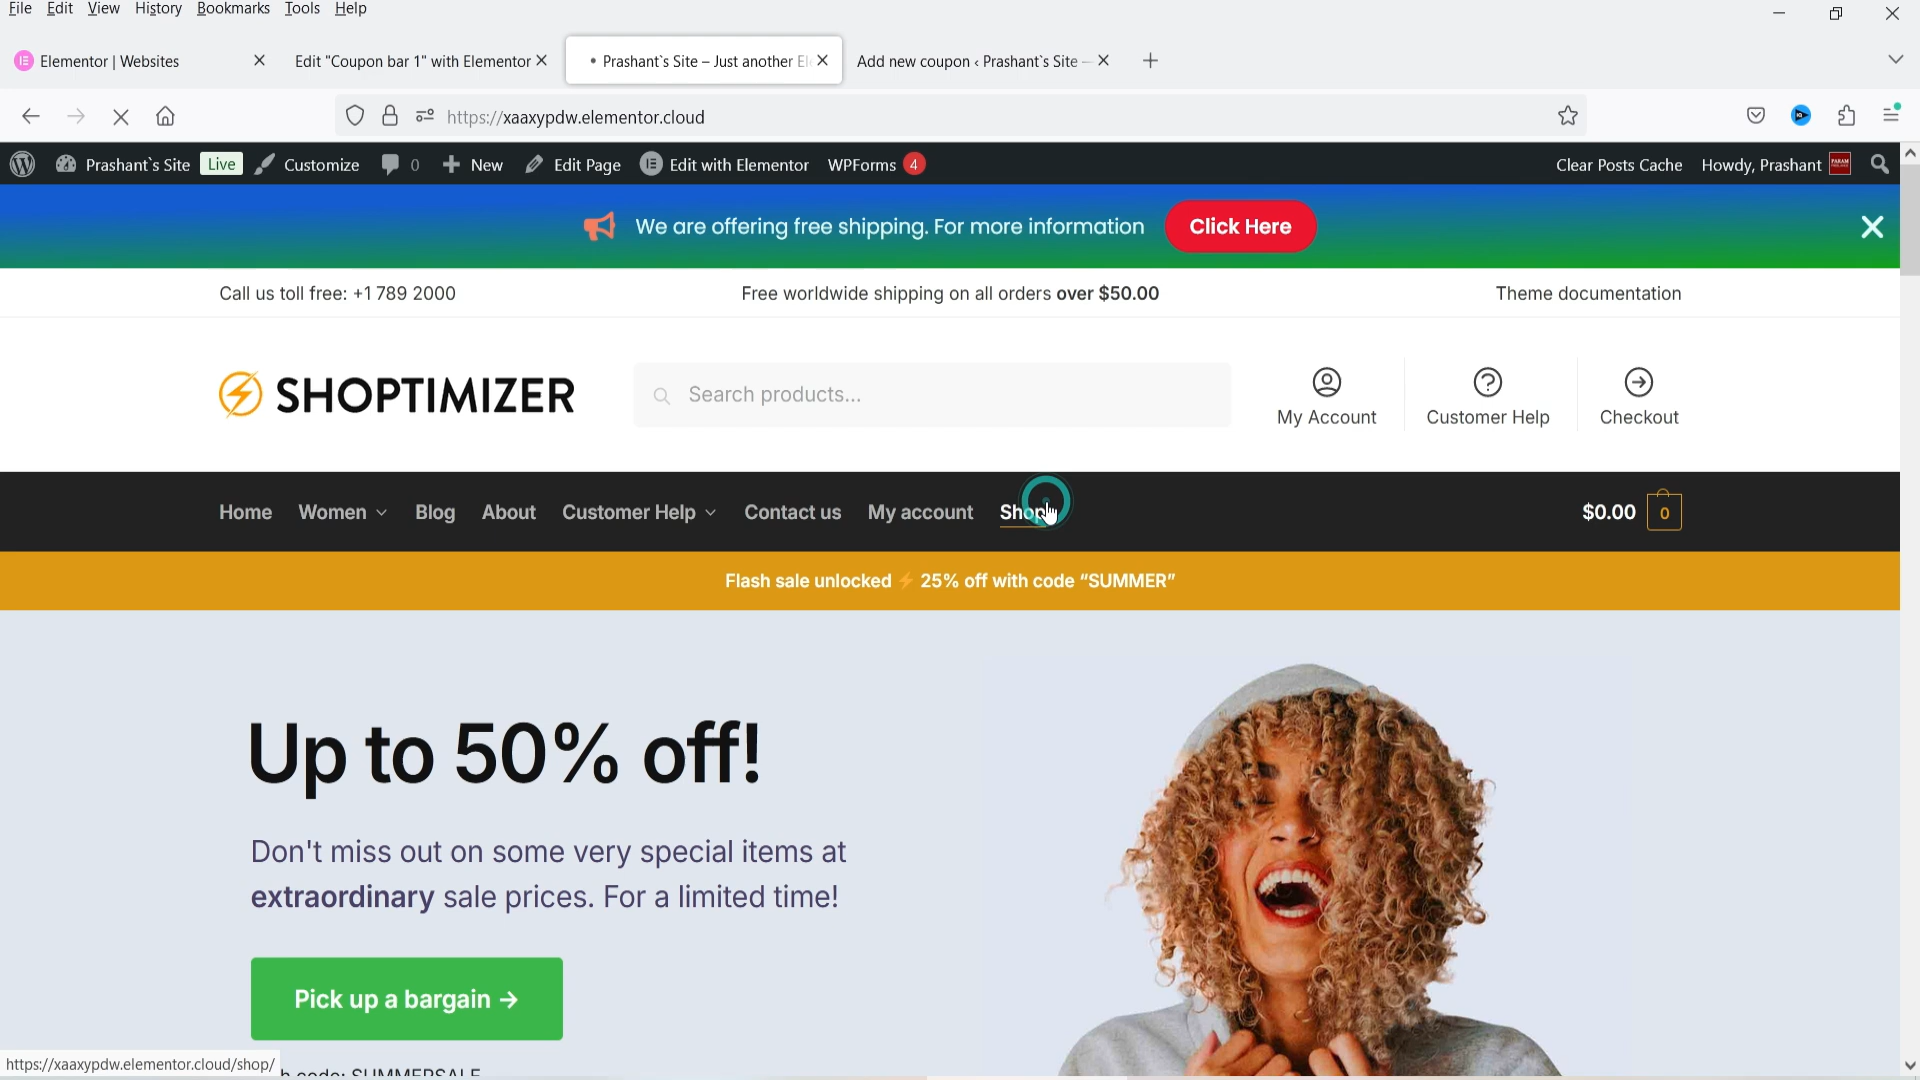 File Edit View History Bookmarks Tools Help
Elementor | Websites
Edit "Coupon bar 1" with Elementor
• Prashant`s Site – Just another El
Add new coupon ‹ Prashant`s Site —
https://xaaxypdw.elementor.cloud
Prashant`s Site Live Customize 0 New Edit Page Edit with Elementor WPForms 4 Clear Posts Cache Howdy, Prashant
We are offering free shipping. For more information Click Here
Call us toll free: +1 789 2000 Free worldwide shipping on all orders over $50.00 Theme documentation
SHOPTIMIZER
Search products...
My Account
Customer Help
Checkout
Home Women Blog About Customer Help Contact us My account Shop $0.00 0
Flash sale unlocked ⚡ 25% off with code “SUMMER”
Up to 50% off!
Don't miss out on some very special items at
extraordinary sale prices. For a limited time!
Pick up a bargain →
https://xaaxypdw.elementor.cloud/shop/
code: SUMMERSALE